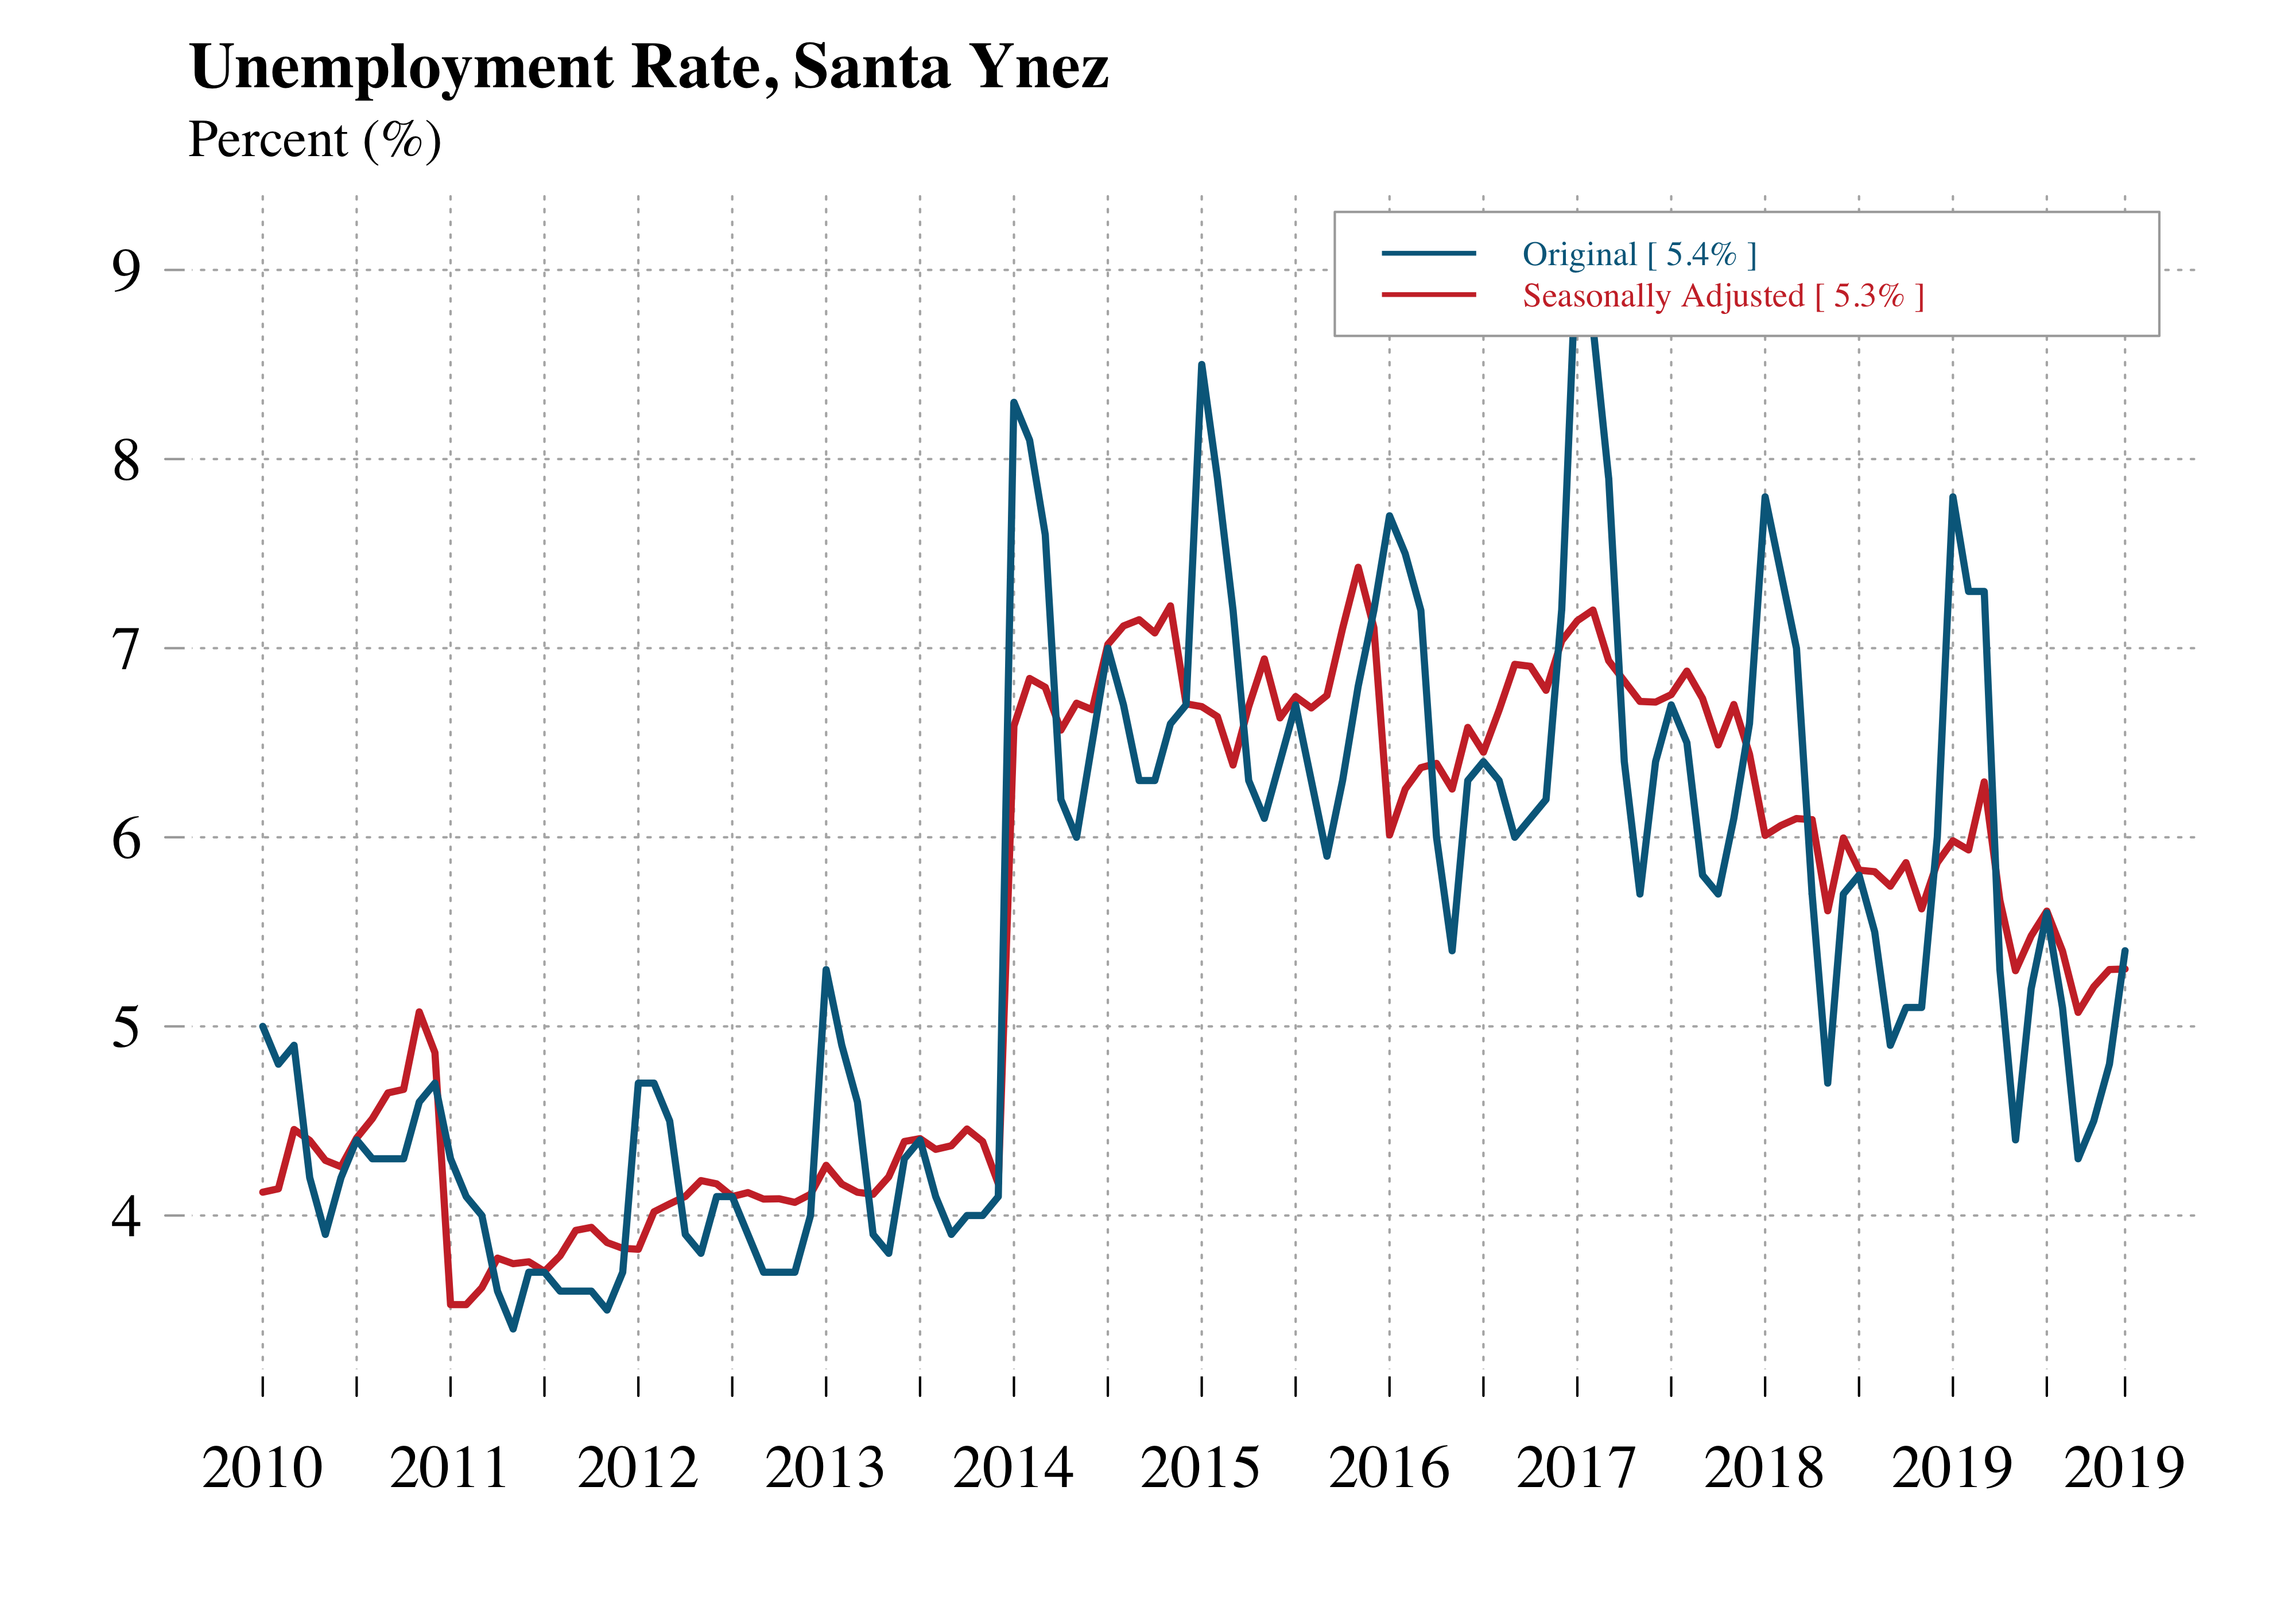 Unemployment Rate, Santa Ynez
Percent (%)
Original [ 5.4% ]
Seasonally Adjusted [ 5.3% ]
9
8
7
6
5
4
2010 2011 2012 2013 2014 2015 2016 2017 2018 2019 2019